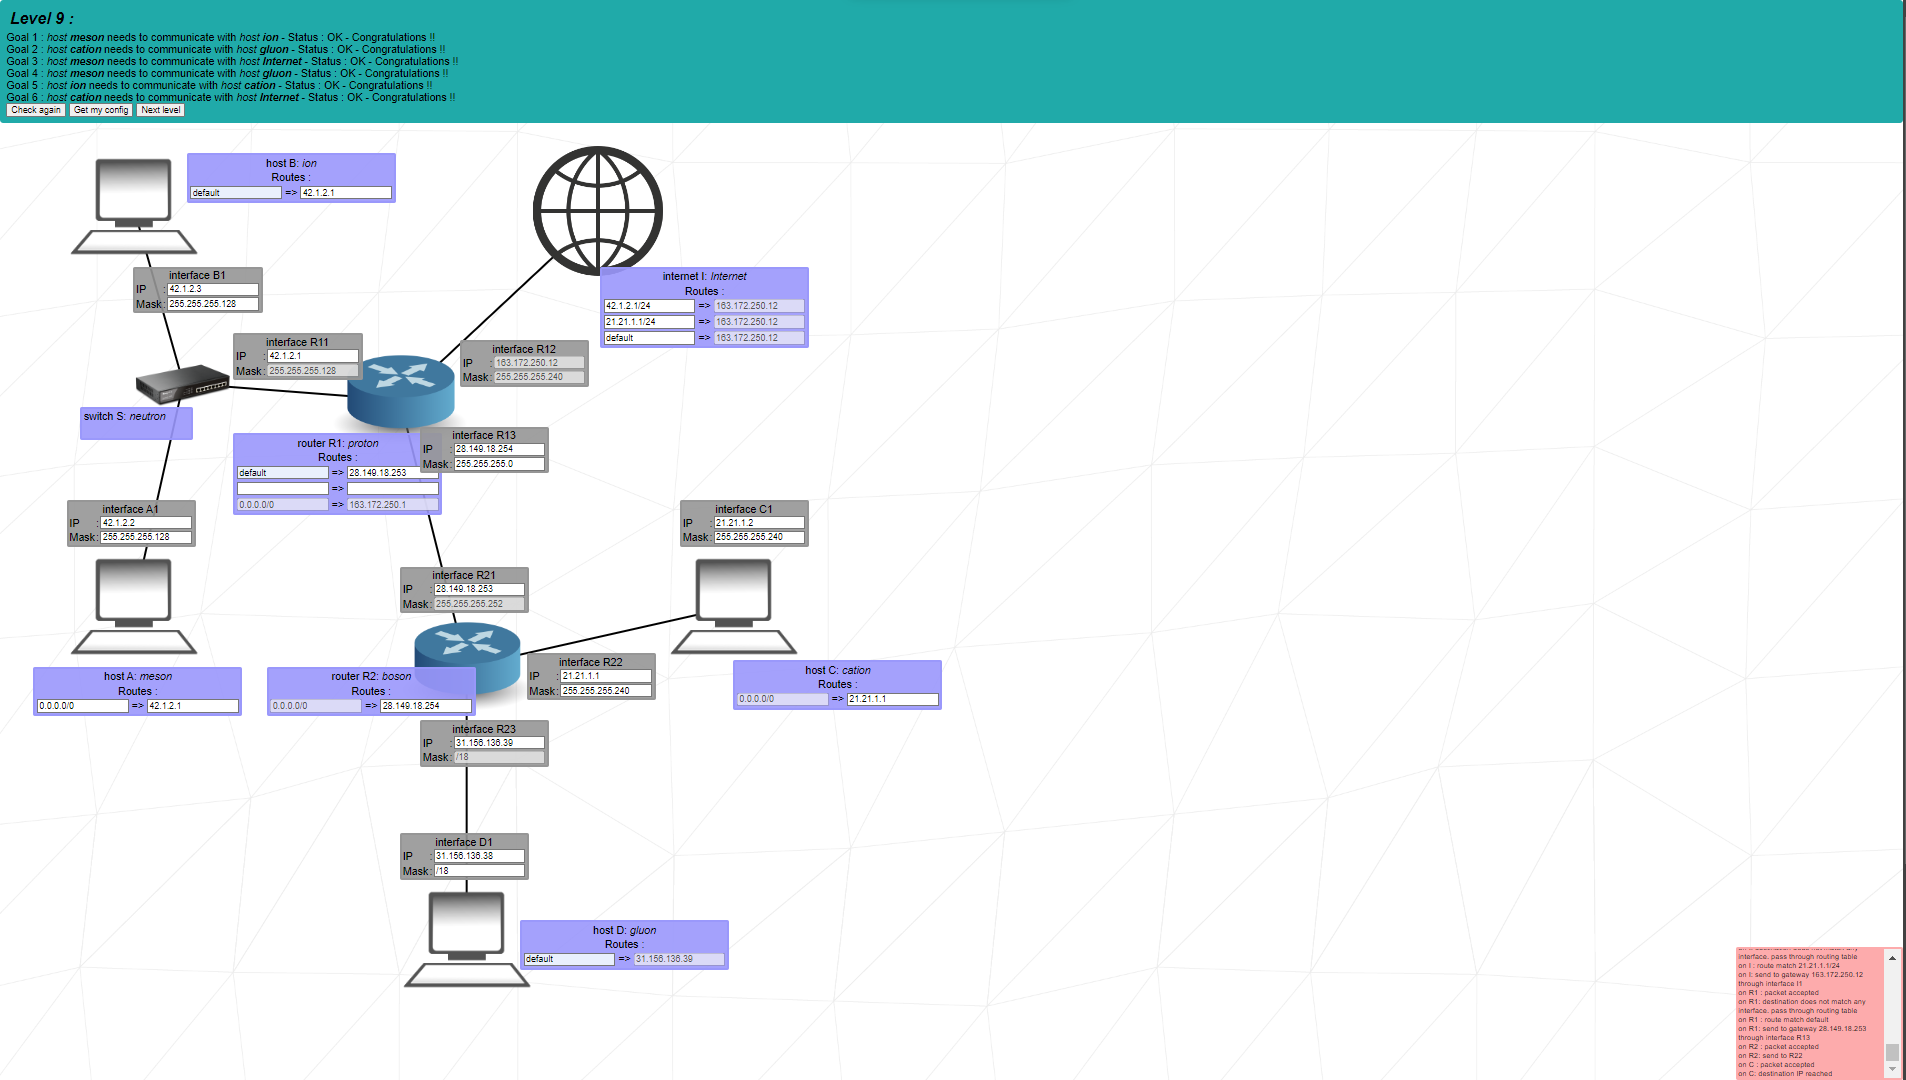 Level 9 :
Goal 1 : host meson needs to communicate with host ion - Status : OK - Congratulations !!
Goal 2 : host cation needs to communicate with host gluon - Status : OK - Congratulations !!
Goal 3 : host meson needs to communicate with host Internet - Status : OK - Congratulations !!
Goal 4 : host meson needs to communicate with host gluon - Status : OK - Congratulations !!
Goal 5 : host ion needs to communicate with host cation - Status : OK - Congratulations !!
Goal 6 : host cation needs to communicate with host Internet - Status : OK - Congratulations !!
Check again Get my config Next level
host B: ion
Routes :
default => 42.1.2.1
interface B1
IP : 42.1.2.3
Mask: 255.255.255.128
internet I: Internet
Routes :
42.1.2.1/24 => 163.172.250.12
21.21.1.1/24 => 163.172.250.12
default => 163.172.250.12
interface R11
IP : 42.1.2.1
Mask: 255.255.255.128
interface R12
IP : 163.172.250.12
Mask: 255.255.255.240
switch S: neutron
router R1: proton
Routes :
default => 28.149.18.253
=>
0.0.0.0/0 => 163.172.250.1
interface R13
IP : 28.149.18.254
Mask: 255.255.255.0
interface A1
IP : 42.1.2.2
Mask: 255.255.255.128
interface C1
IP : 21.21.1.2
Mask: 255.255.255.240
interface R21
IP : 28.149.18.253
Mask: 255.255.255.252
host A: meson
Routes :
0.0.0.0/0 => 42.1.2.1
router R2: boson
Routes :
0.0.0.0/0 => 28.149.18.254
interface R22
IP : 21.21.1.1
Mask: 255.255.255.240
host C: cation
Routes :
0.0.0.0/0 => 21.21.1.1
interface R23
IP : 31.156.136.39
Mask: /18
interface D1
IP : 31.156.136.38
Mask: /18
host D: gluon
Routes :
default => 31.156.136.39
interface. pass through routing table
on I : route match 21.21.1.1/24
on I: send to gateway 163.172.250.12
through interface I1
on R1 : packet accepted
on R1: destination does not match any
interface. pass through routing table
on R1 : route match default
on R1: send to gateway 28.149.18.253
through interface R13
on R2 : packet accepted
on R2: send to R22
on C : packet accepted
on C: destination IP reached